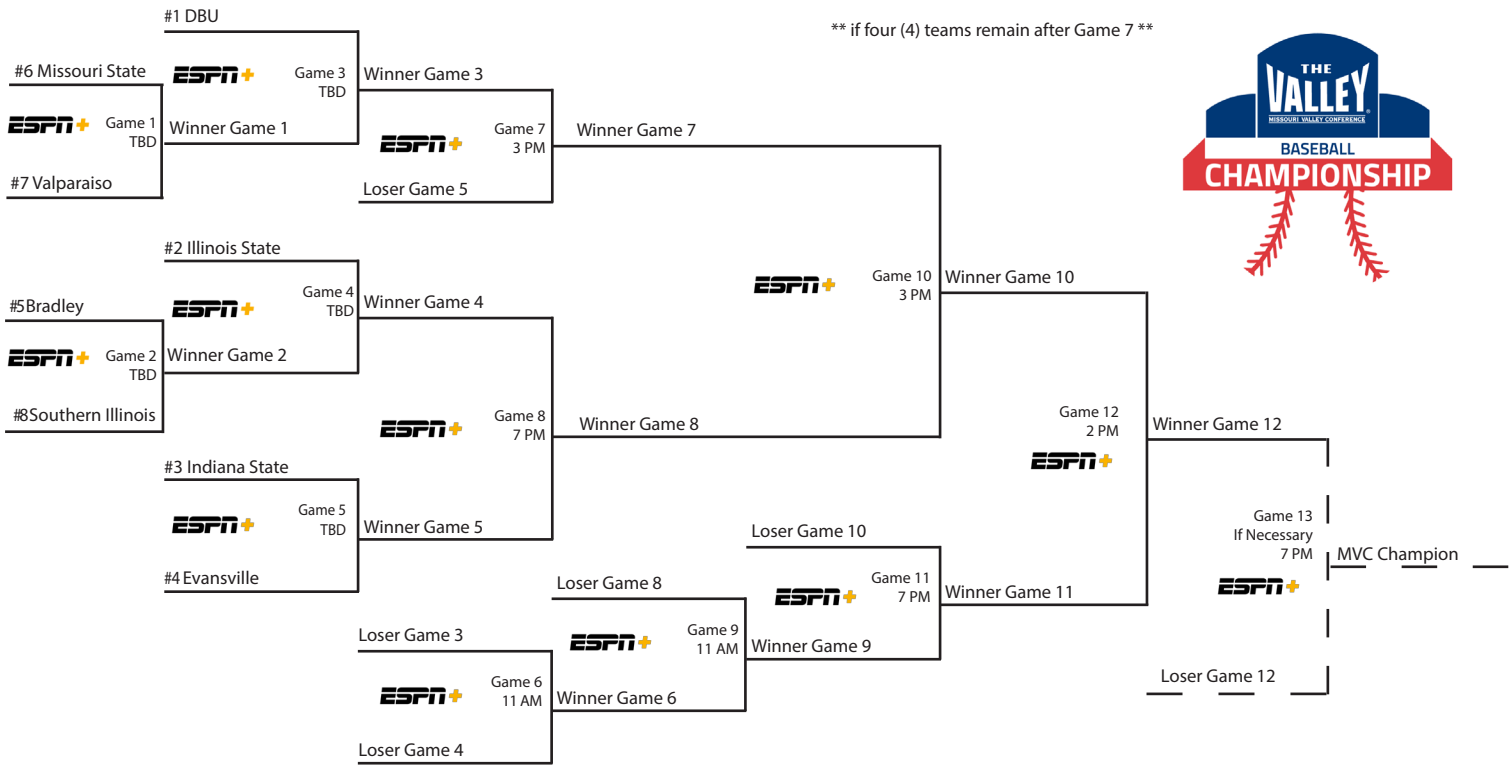 #1 DBU
** if four (4) teams remain after Game 7 **
THE
VALLEY
MISSOURI VALLEY CONFERENCE
BASEBALL
CHAMPIONSHIP
#6 Missouri State
ESPN+
Game 1
TBD
#7 Valparaiso
ESPN+
Game 3
TBD
Winner Game 1
Winner Game 3
ESPN+
Game 7
3 PM
Loser Game 5
Winner Game 7
#2 Illinois State
ESPN+
Game 4
TBD
Winner Game 2
#5Bradley
ESPN+
Game 2
TBD
#8Southern Illinois
Winner Game 4
ESPN+
Game 8
7 PM
Winner Game 8
#3 Indiana State
ESPN+
Game 5
TBD
#4 Evansville
Winner Game 5
ESPN+
Game 10
3 PM
Winner Game 10
Game 12
2 PM
ESPN+
Winner Game 12
Loser Game 10
ESPN+
Game 11
7 PM
Winner Game 11
Loser Game 8
ESPN+
Game 9
11 AM
Winner Game 9
Loser Game 3
ESPN+
Game 6
11 AM
Winner Game 6
Loser Game 4
Game 13
If Necessary
7 PM
ESPN+
MVC Champion
Loser Game 12